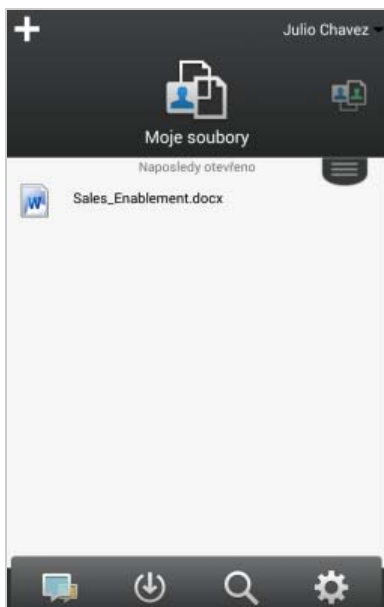 Julio Chavez
Moje soubory
Naposledy otevřeno
W
Sales_Enablement.docx